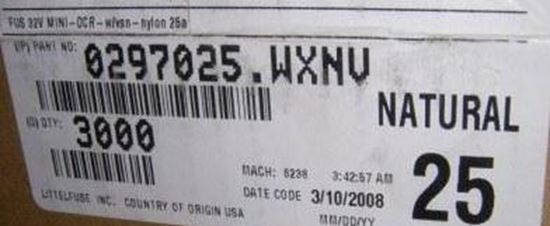 FUS 32V MINI-OCR-w/vsn-nylon 25a
(P) PART NO: 0297025.WXNV
NATURAL
(Q) QTY: 3000
25
MACH: 6238 3:42:57 AM
DATE CODE 3/10/2008
LITTELFUSE INC. COUNTRY OF ORIGIN USA
MM/DD/YY